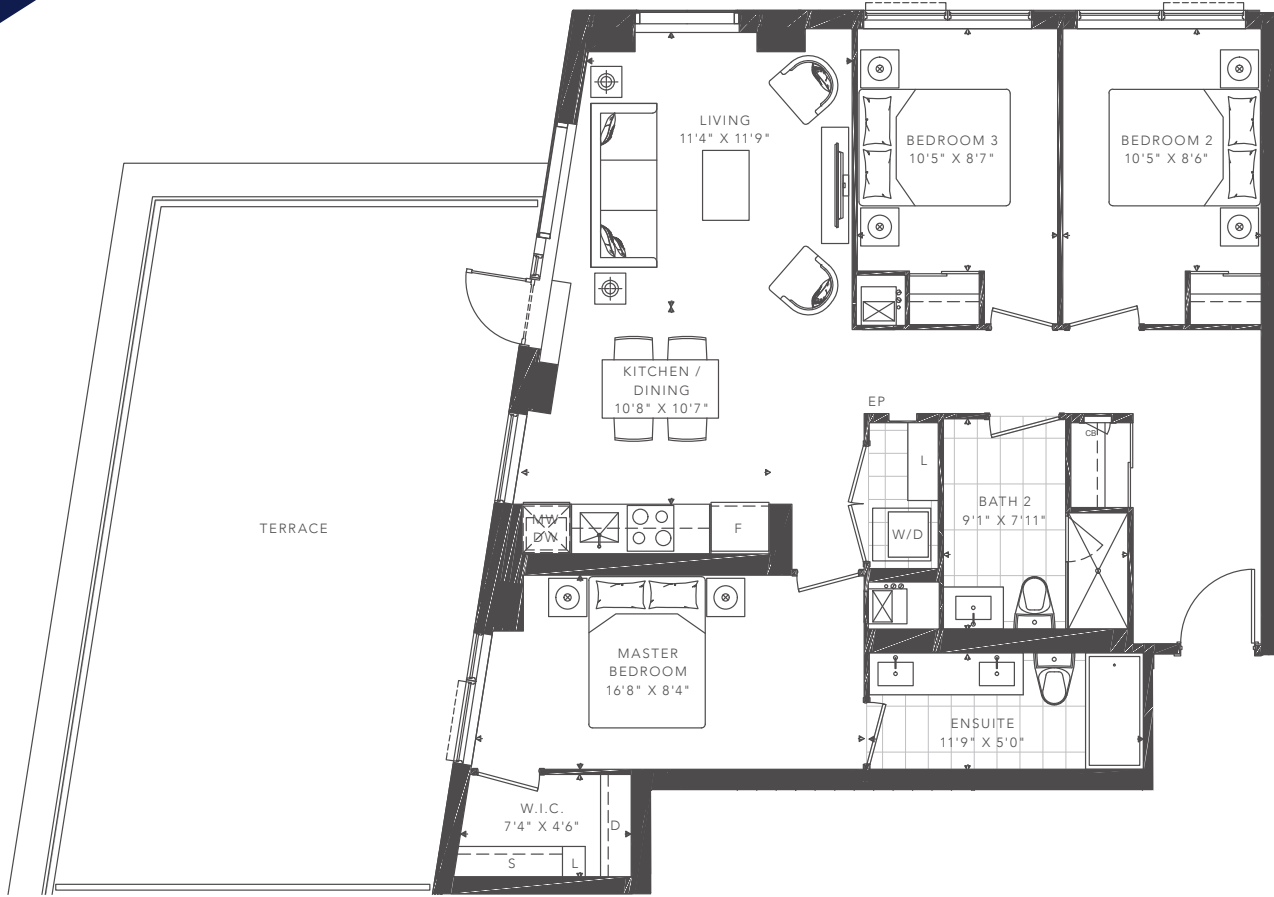 LIVING
11'4" X 11'9"
BEDROOM 3
10'5" X 8'7"
BEDROOM 2
10'5" X 8'6"
KITCHEN /
DINING
10'8" X 10'7"
EP
CB
L
BATH 2
9'1" X 7'11"
W/D
TERRACE
MW
DW
F
MASTER
BEDROOM
16'8" X 8'4"
ENSUITE
11'9" X 5'0"
W.I.C.
7'4" X 4'6"
D
S
L